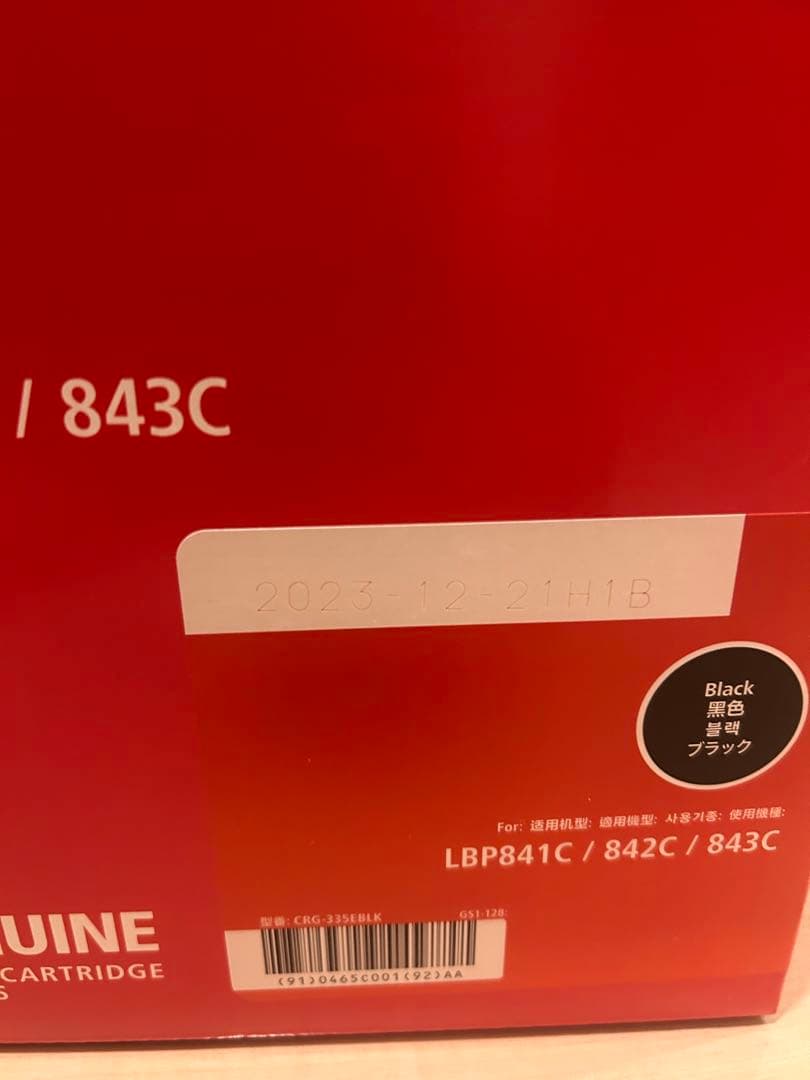 / 843C
2023-12-21H1B
Black
黑色
블랙
ブラック
For: 适用机型: 適用機型: 사용기종: 使用機種:
LBP841C / 842C / 843C
型番: CRG-335EBLK
GS1-128:
(91)0465C001(92)AA
UINE
CARTRIDGE
S